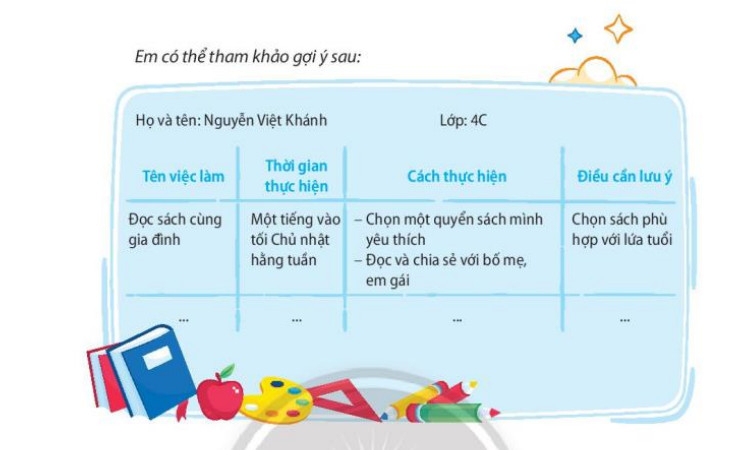 Em có thể tham khảo gợi ý sau:
Họ và tên: Nguyễn Việt Khánh
Lớp: 4C
Tên việc làm
Thời gian
thực hiện
Cách thực hiện
Điều cần lưu ý
Đọc sách cùng
gia đình
Một tiếng vào
tối Chủ nhật
hằng tuần
– Chọn một quyển sách mình
yêu thích
– Đọc và chia sẻ với bố mẹ,
em gái
Chọn sách phù
hợp với lứa tuổi
...
...
...
...